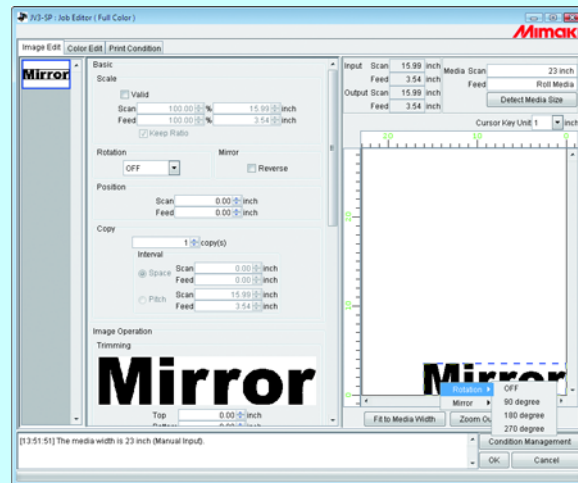 JV3-SP : Job Editor ( Full Color )
Mimaki
Image Edit Color Edit Print Condition
Mirror
Basic
Scale
Valid
Scan 100.00 % 15.99 inch
Feed 100.00 % 3.54 inch
Keep Ratio
Rotation Mirror
OFF Reverse
Position
Scan 0.00 inch
Feed 0.00 inch
Copy
1 copy(s)
Interval
Space Scan 0.00 inch
Feed 0.00 inch
Pitch Scan 15.99 inch
Feed 3.54 inch
Image Operation
Trimming
Mirror
Top 0.00 inch
Input Scan 15.99 inch
Feed 3.54 inch
Output Scan 15.99 inch
Feed 3.54 inch
Media Scan 23 inch
Feed Roll Media
Detect Media Size
Cursor Key Unit 1 inch
20 10 0
20
10
0
Mirror
Rotation OFF
Mirror 90 degree
180 degree
270 degree
Fit to Media Width Zoom Ou
[13:51:51] The media width is 23 inch (Manual Input).
Condition Management
OK Cancel